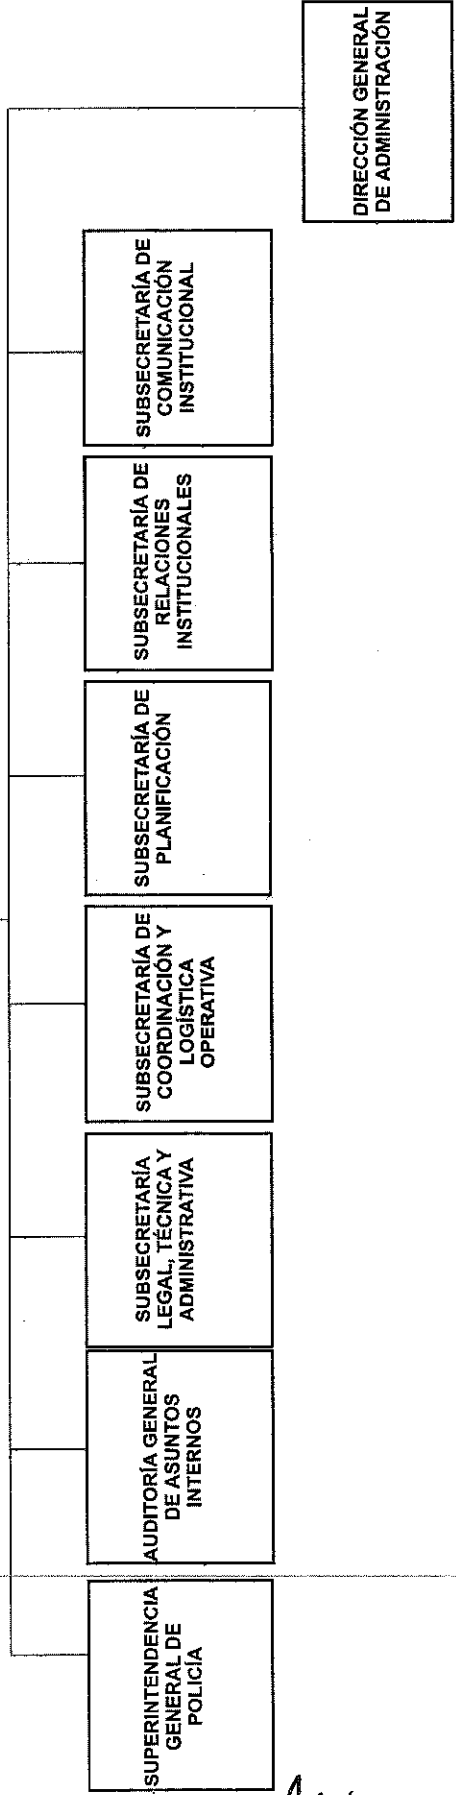 SUPERINTENDENCIA
GENERAL DE
POLICÍA
AUDITORÍA GENERAL
DE ASUNTOS
INTERNOS
SUBSECRETARÍA
LEGAL, TÉCNICA Y
ADMINISTRATIVA
SUBSECRETARÍA DE
COORDINACIÓN Y
LOGÍSTICA
OPERATIVA
SUBSECRETARÍA DE
PLANIFICACIÓN
SUBSECRETARÍA DE
RELACIONES
INSTITUCIONALES
SUBSECRETARÍA DE
COMUNICACIÓN
INSTITUCIONAL
DIRECCIÓN GENERAL
DE ADMINISTRACIÓN